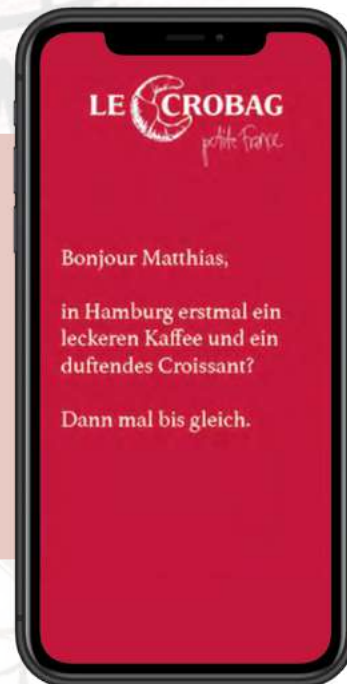 LE CROBAG
petite France
Bonjour Matthias,
in Hamburg erstmal ein
leckeren Kaffee und ein
duftendes Croissant?
Dann mal bis gleich.